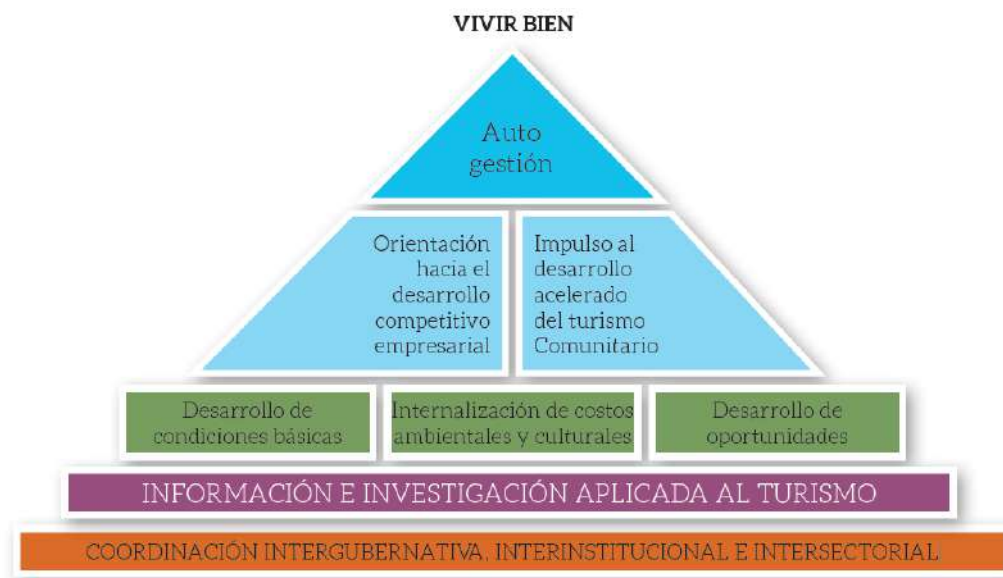 VIVIR BIEN
Auto
gestión
Orientación
hacia el
desarrollo
competitivo
empresarial
Impulso al
desarrollo
acelerado
del turismo
Comunitario
Desarrollo de
condiciones básicas
Internalización de costos
ambientales y culturales
Desarrollo de
oportunidades
INFORMACIÓN E INVESTIGACIÓN APLICADA AL TURISMO
COORDINACIÓN INTERGUBERNATIVA, INTERINSTITUCIONAL E INTERSECTORIAL